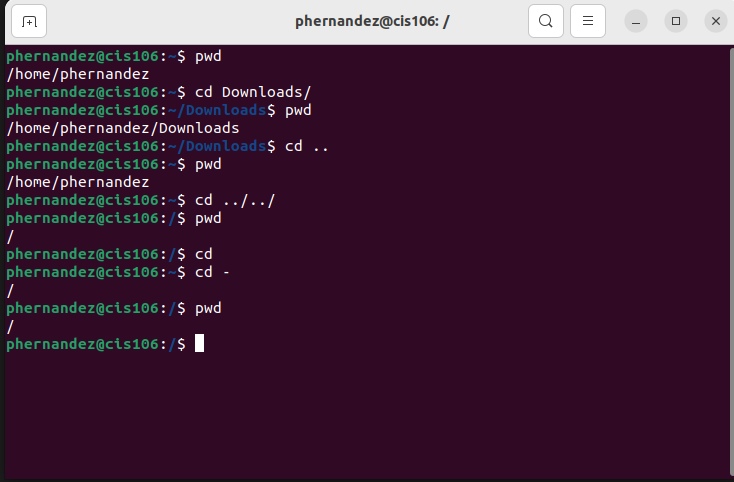 phernandez@cis106: /
phernandez@cis106:~$ pwd
/home/phernandez
phernandez@cis106:~$ cd Downloads/
phernandez@cis106:~/Downloads$ pwd
/home/phernandez/Downloads
phernandez@cis106:~/Downloads$ cd ..
phernandez@cis106:~$ pwd
/home/phernandez
phernandez@cis106:~$ cd ../../
phernandez@cis106:/$ pwd
/
phernandez@cis106:/$ cd
phernandez@cis106:~$ cd -
/
phernandez@cis106:/$ pwd
/
phernandez@cis106:/$